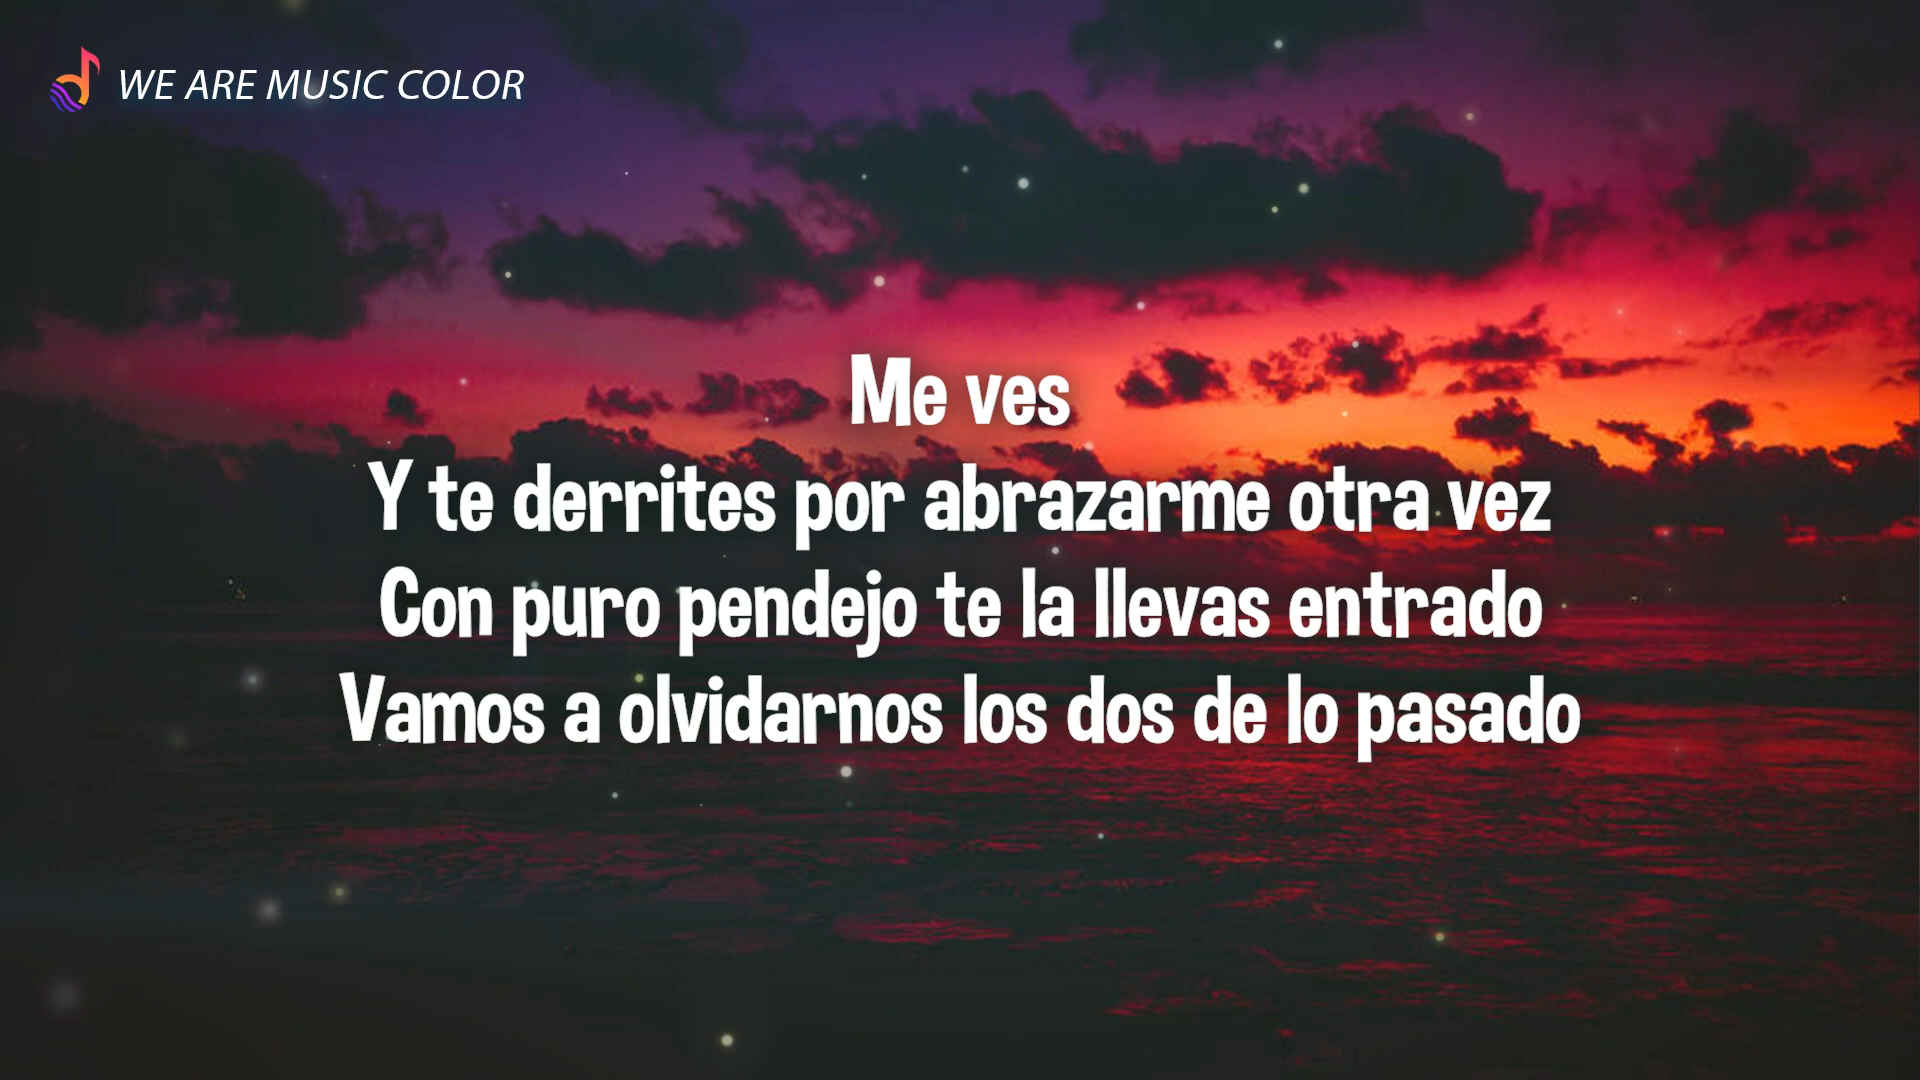 WE ARE MUSIC COLOR
Me ves
Y te derrites por abrazarme otra vez
Con puro pendejo te la llevas entrado
Vamos a olvidarnos los dos de lo pasado